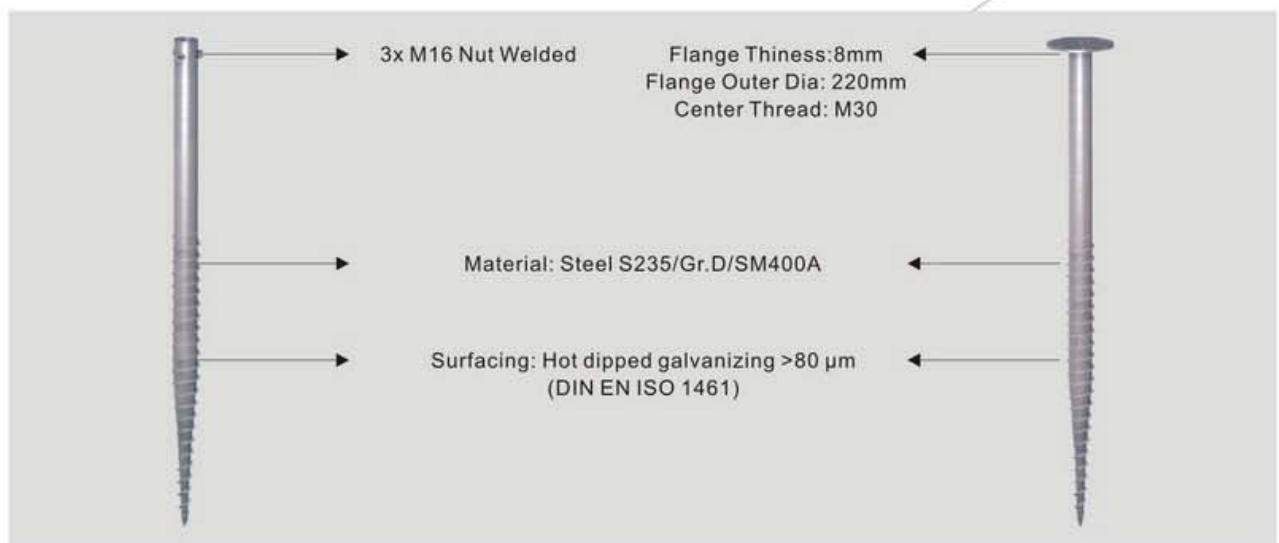 3x M16 Nut Welded
Flange Thiness:8mm
Flange Outer Dia: 220mm
Center Thread: M30
Material: Steel S235/Gr.D/SM400A
Surfacing: Hot dipped galvanizing >80 μm
(DIN EN ISO 1461)